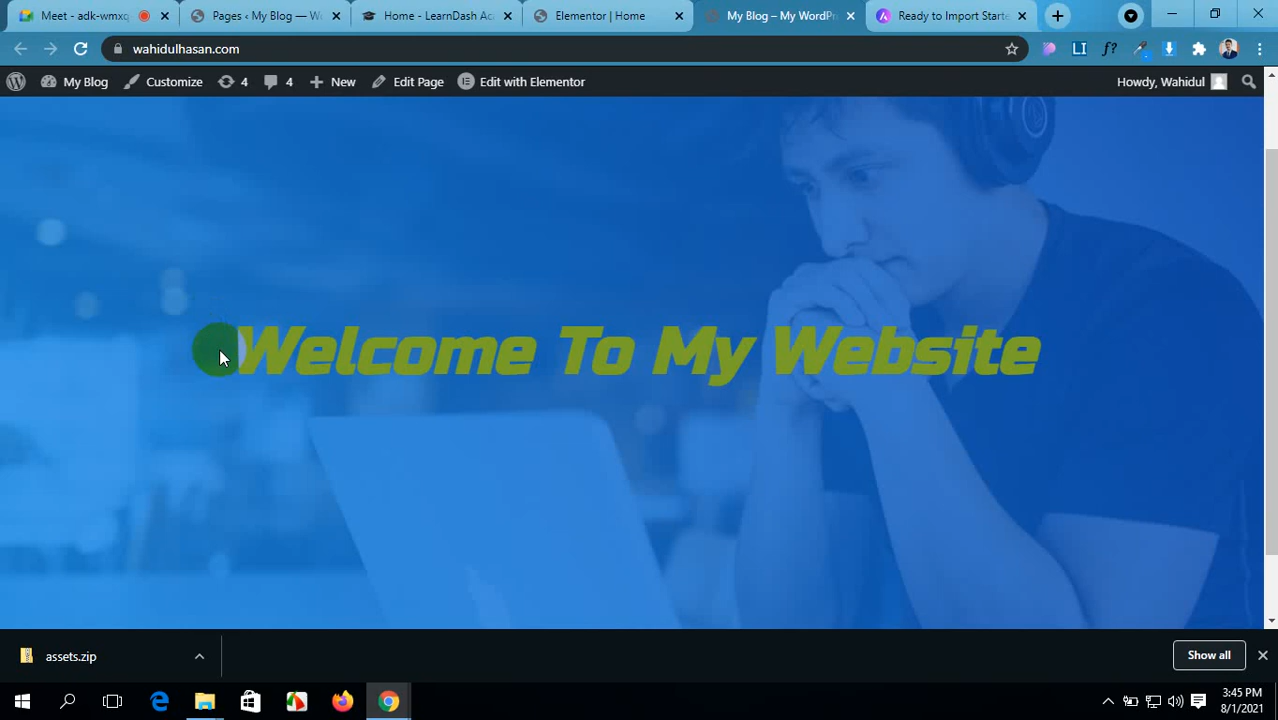 Meet - adk-wmxq
Pages ‹ My Blog — W
Home - LearnDash Ac
Elementor | Home
My Blog – My WordPr
Ready to Import Starte
wahidulhasan.com
LI
f?
My Blog
Customize
4
4
New
Edit Page
Edit with Elementor
Howdy, Wahidul
Welcome To My Website
assets.zip
Show all
3:45 PM
8/1/2021